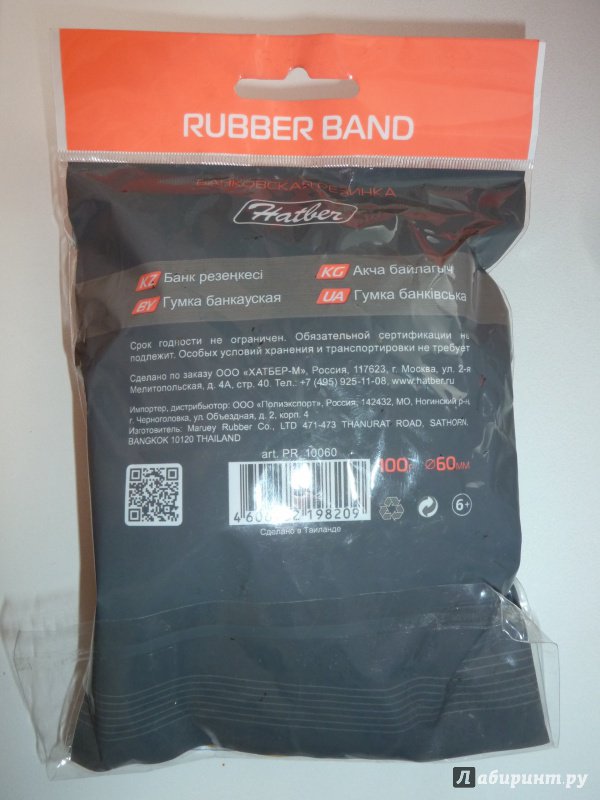 RUBBER BAND
БАНКОВСКАЯ РЕЗИНКА
Hatber
KZ Банк резеңкесі
KG Акча байлагыч
BY Гумка банкауская
UA Гумка банківська
Срок годности не ограничен. Обязательной сертификации не
подлежит. Особых условий хранения и транспортировки не требует
Сделано по заказу ООО «ХАТБЕР-М», Россия, 117623, г. Москва, ул. 2-я
Мелитопольская, д. 4А, стр. 40. Тел.: +7 (495) 925-11-08, www.hatber.ru
Импортер, дистрибьютор: ООО «Полиэкспорт», Россия, 142432, МО, Ногинский р-н,
г. Черноголовка, ул. Объездная, д. 2, корп. 4
Изготовитель: Maruey Rubber Co., LTD 471-473 THANURAT ROAD, SATHORN,
BANGKOK 10120 THAILAND
art. PR_10060
100г Ø60мм
2 198209
6+
Сделано в Таиланде
Лабиринт.ру